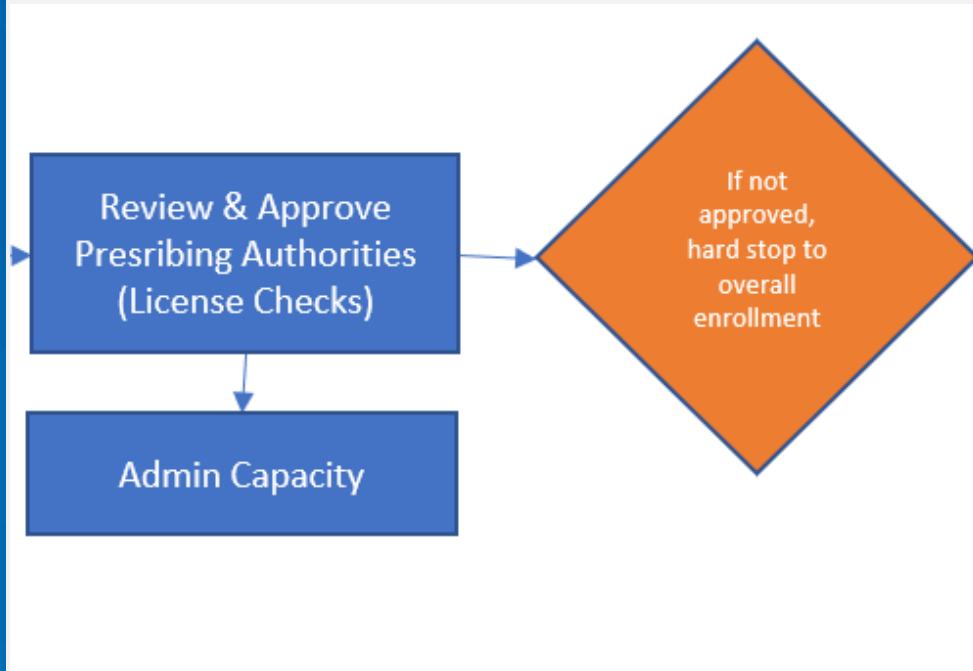 Review & Approve
Presribing Authorities
(License Checks)
If not
approved,
hard stop to
overall
enrollment
Admin Capacity